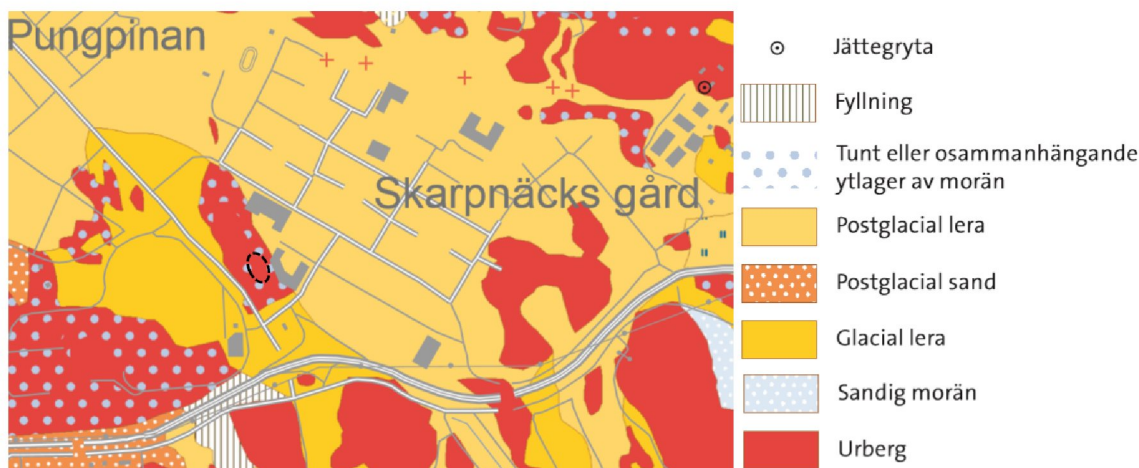 Pungpinan
Skarpnäcks gård
Jättegryta
Fyllning
Tunt eller osammanhängande
ytlager av morän
Postglacial lera
Postglacial sand
Glacial lera
Sandig morän
Urberg